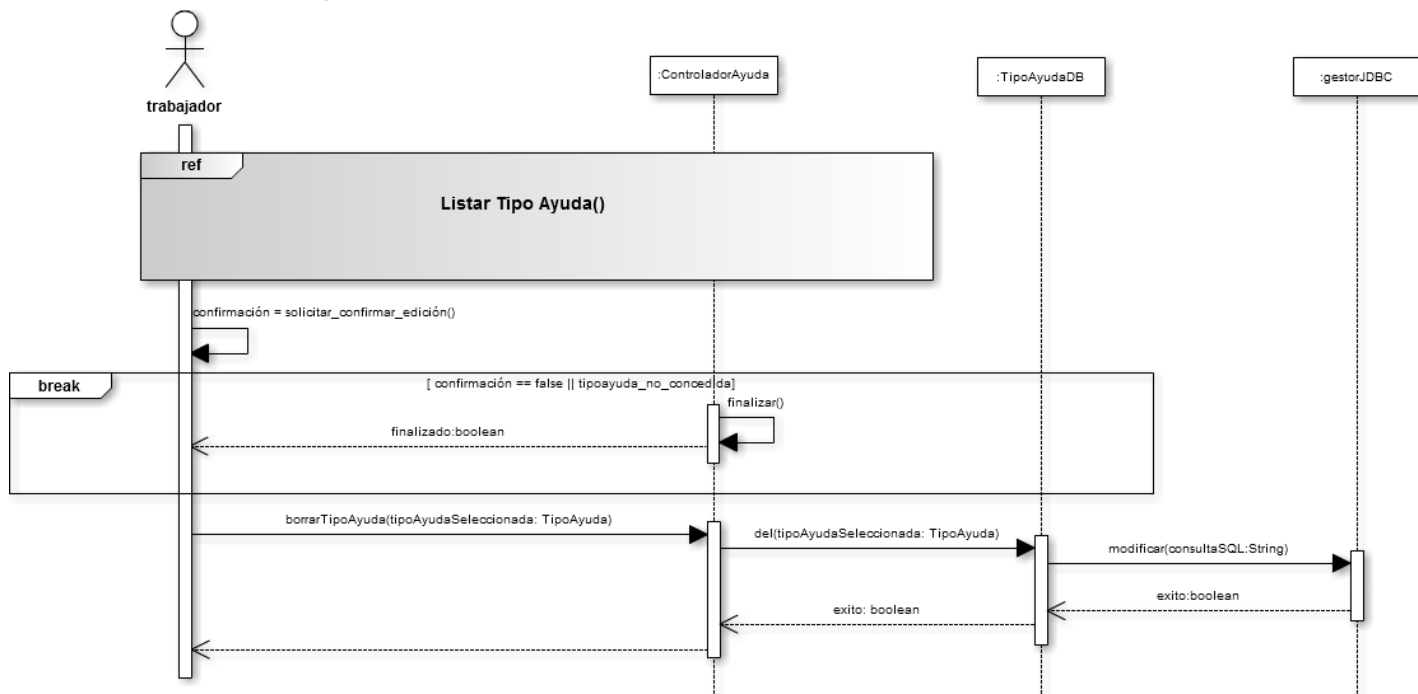 trabajador
:ControladorAyuda
:TipoAyudaDB
:gestorJDBC
ref
Listar Tipo Ayuda()
confirmación = solicitar_confirmar_edición()
break
[ confirmación == false || tipoayuda_no_concedida]
finalizar()
finalizado:boolean
borrarTipoAyuda(tipoAyudaSeleccionada: TipoAyuda)
del(tipoAyudaSeleccionada: TipoAyuda)
modificar(consultaSQL:String)
exito:boolean
exito: boolean